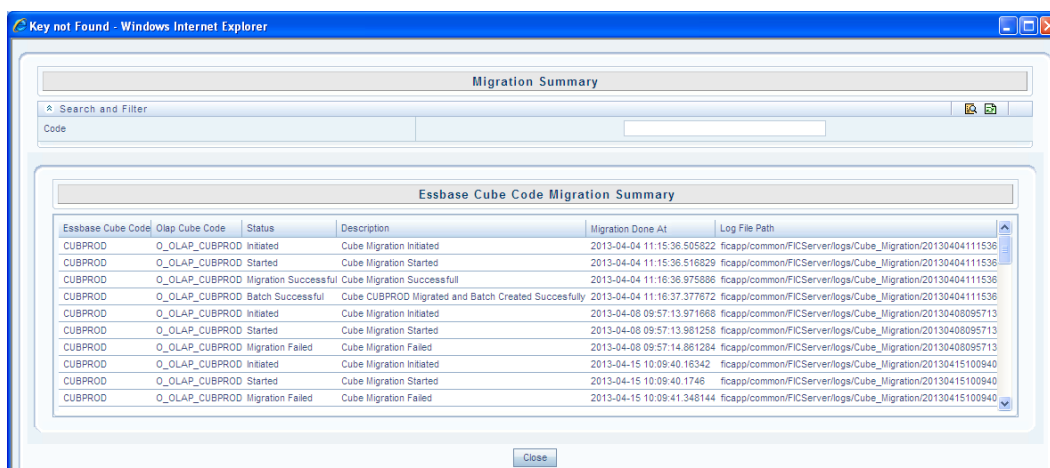 Key not Found - Windows Internet Explorer
Migration Summary
Search and Filter
Code
Essbase Cube Code Migration Summary
Essbase Cube Code Olap Cube Code Status Description Migration Done At Log File Path
CUBPROD O_OLAP_CUBPROD Initiated Cube Migration Initiated 2013-04-04 11:15:36.505822 ficapp/common/FICServer/logs/Cube_Migration/20130404111536
CUBPROD O_OLAP_CUBPROD Started Cube Migration Started 2013-04-04 11:15:36.516829 ficapp/common/FICServer/logs/Cube_Migration/20130404111536
CUBPROD O_OLAP_CUBPROD Migration Successful Cube Migration Successfull 2013-04-04 11:16:36.975886 ficapp/common/FICServer/logs/Cube_Migration/20130404111536
CUBPROD O_OLAP_CUBPROD Batch Successful Cube CUBPROD Migrated and Batch Created Succesfully 2013-04-04 11:16:37.377672 ficapp/common/FICServer/logs/Cube_Migration/20130404111536
CUBPROD O_OLAP_CUBPROD Initiated Cube Migration Initiated 2013-04-08 09:57:13.971668 ficapp/common/FICServer/logs/Cube_Migration/20130408095713
CUBPROD O_OLAP_CUBPROD Started Cube Migration Started 2013-04-08 09:57:13.981258 ficapp/common/FICServer/logs/Cube_Migration/20130408095713
CUBPROD O_OLAP_CUBPROD Migration Failed Cube Migration Failed 2013-04-08 09:57:14.861284 ficapp/common/FICServer/logs/Cube_Migration/20130408095713
CUBPROD O_OLAP_CUBPROD Initiated Cube Migration Initiated 2013-04-15 10:09:40.16342 ficapp/common/FICServer/logs/Cube_Migration/20130415100940
CUBPROD O_OLAP_CUBPROD Started Cube Migration Started 2013-04-15 10:09:40.1746 ficapp/common/FICServer/logs/Cube_Migration/20130415100940
CUBPROD O_OLAP_CUBPROD Migration Failed Cube Migration Failed 2013-04-15 10:09:41.348144 ficapp/common/FICServer/logs/Cube_Migration/20130415100940
Close